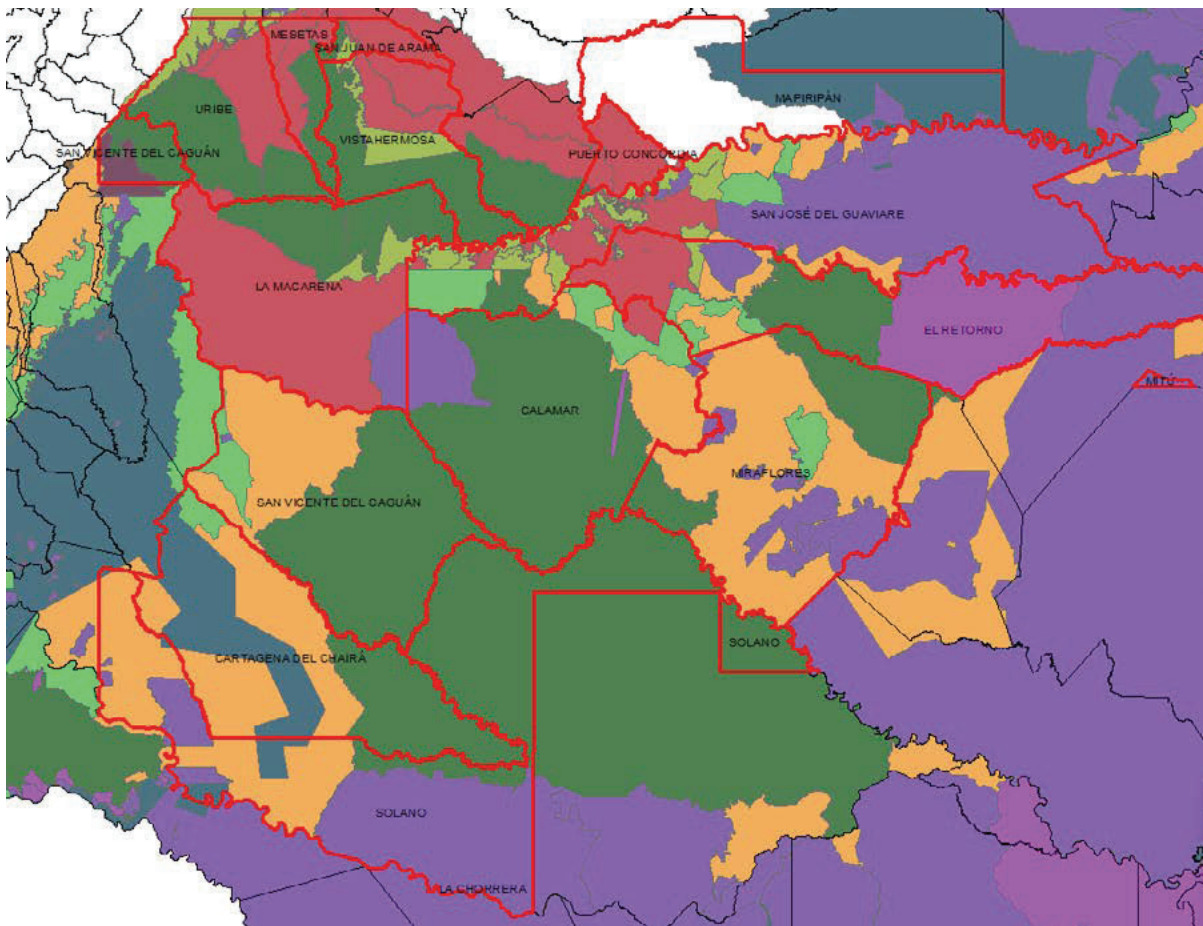 MESETAS
SAN JUAN DE ARAMA
MAPIRIPÁN
URIBE
VISTAHERMOSA
SAN VICENTE DEL CAGUÁN
PUERTO CONCORDIA
SAN JOSÉ DEL GUAVIARE
LA MACARENA
EL RETORNO
MITÚ
CALAMAR
MIRAFLORES
SAN VICENTE DEL CAGUÁN
SOLANO
CARTAGENA DEL CHAIRÁ
SOLANO
LA CHORRERA